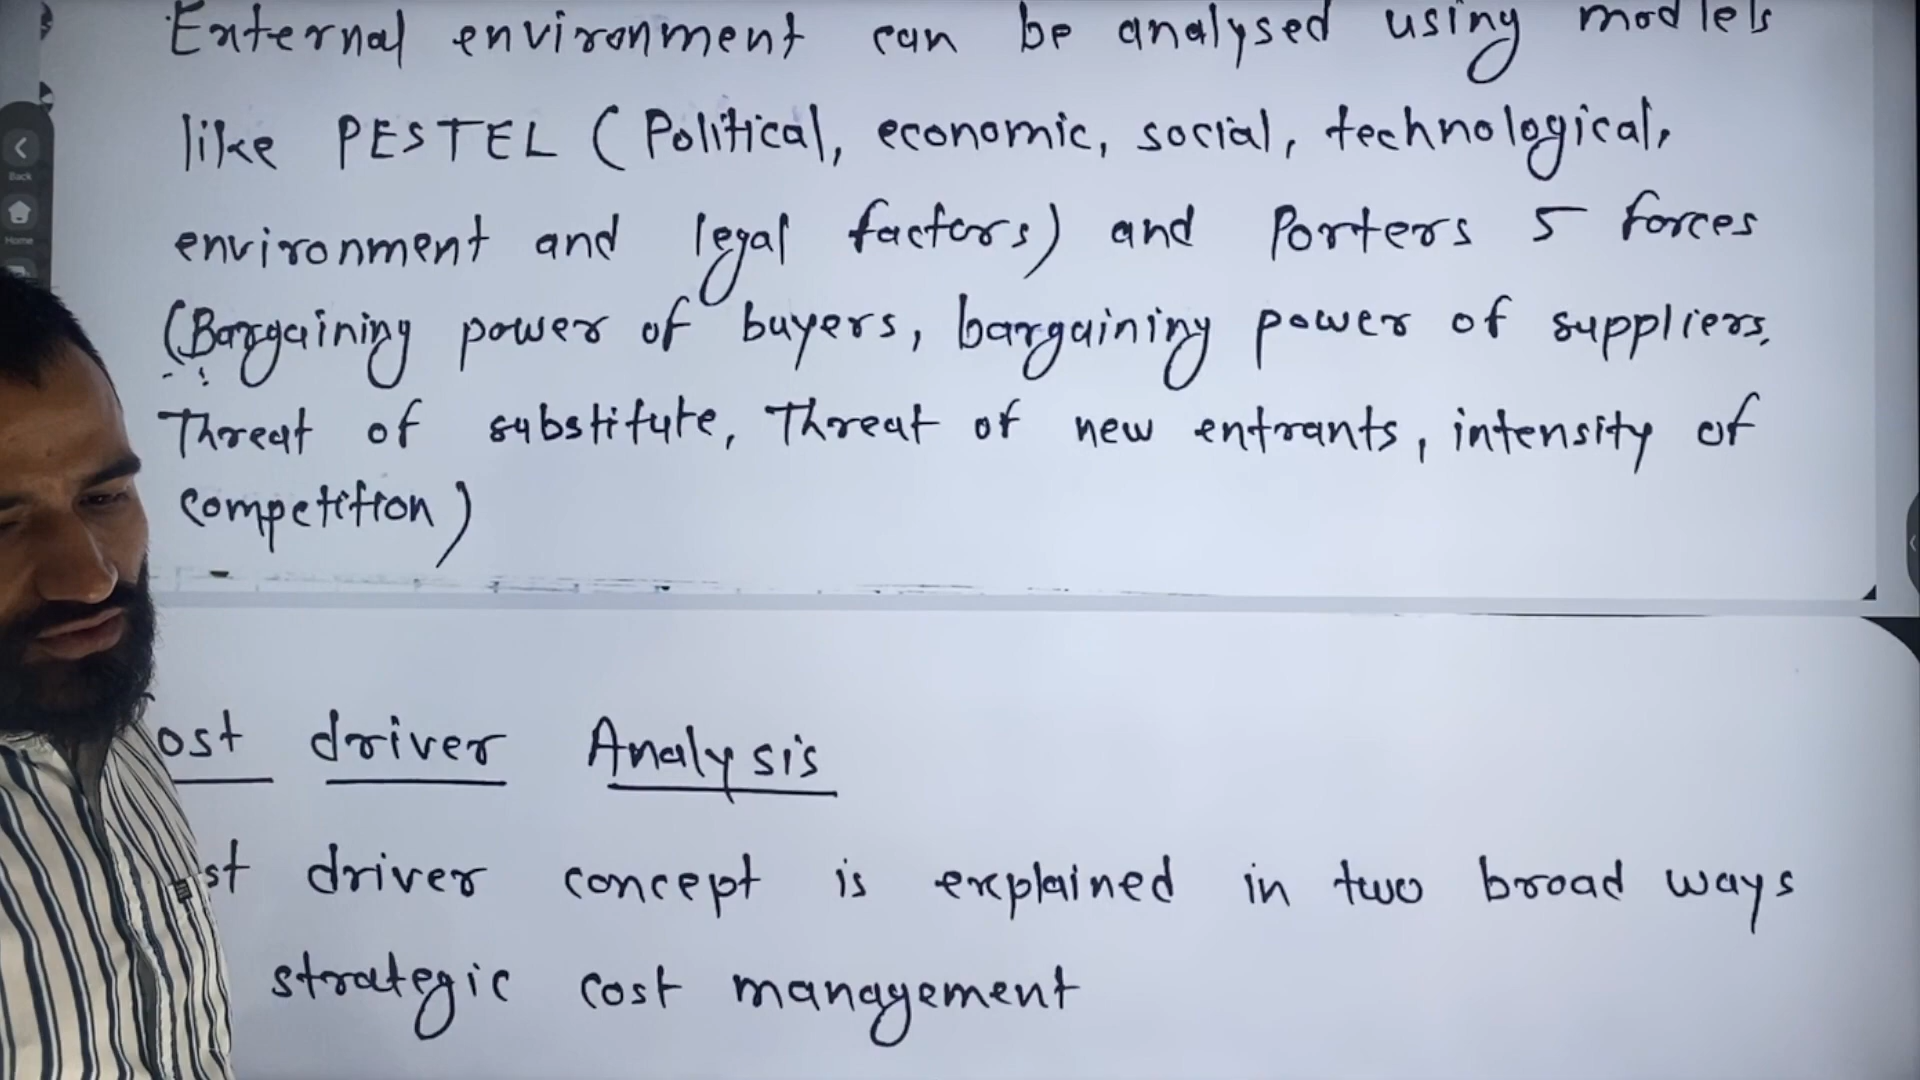 External environment can be analysed using models
like PESTEL (Political, economic, social, technological,
environment and legal factors) and Porters 5 forces
(Bargaining power of buyers, bargaining power of suppliers,
Threat of substitute, Threat of new entrants, intensity of
competition)
Back
Home
ost driver Analysis
st driver concept is explained in two broad ways
strategic cost management